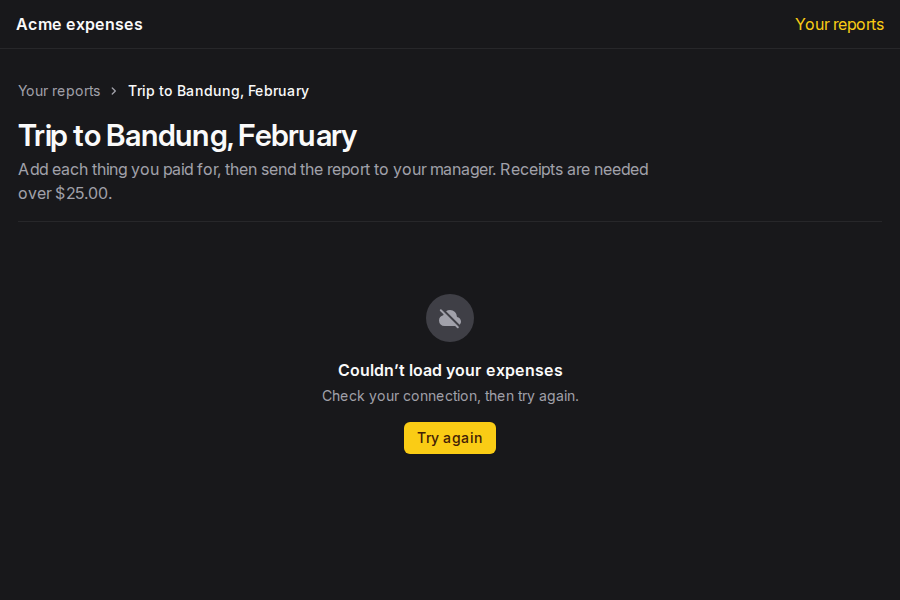 Acme expenses
Your reports
Your reports > Trip to Bandung, February
Trip to Bandung, February
Add each thing you paid for, then send the report to your manager. Receipts are needed
over $25.00.
Couldn’t load your expenses
Check your connection, then try again.
Try again